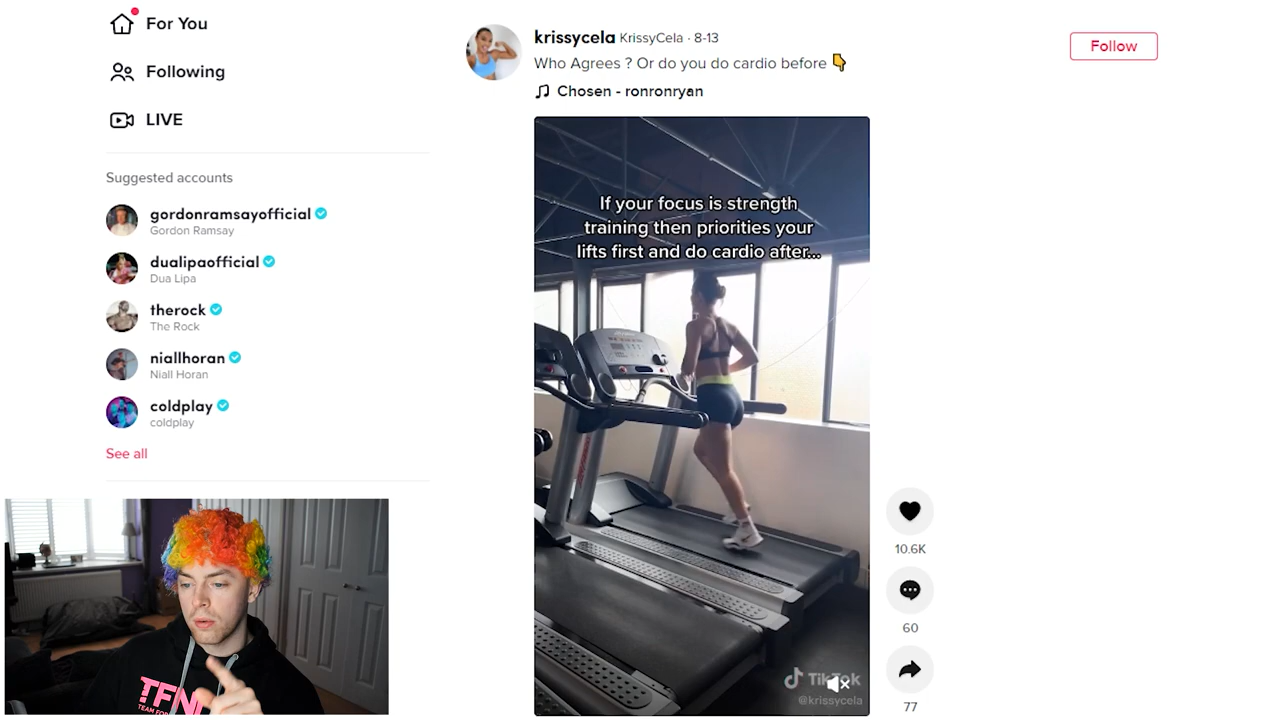 For You
Following
LIVE
Suggested accounts
gordonramsayofficial
Gordon Ramsay
dualipaofficial
Dua Lipa
therock
The Rock
niallhoran
Niall Horan
coldplay
coldplay
See all
krissycela KrissyCela · 8-13
Who Agrees ? Or do you do cardio before 👇
Chosen - ronronryan
Follow
If your focus is strength
training then priorities your
lifts first and do cardio after...
10.6K
60
77
TikTok
@krissycela
TFN
TEAM FOR